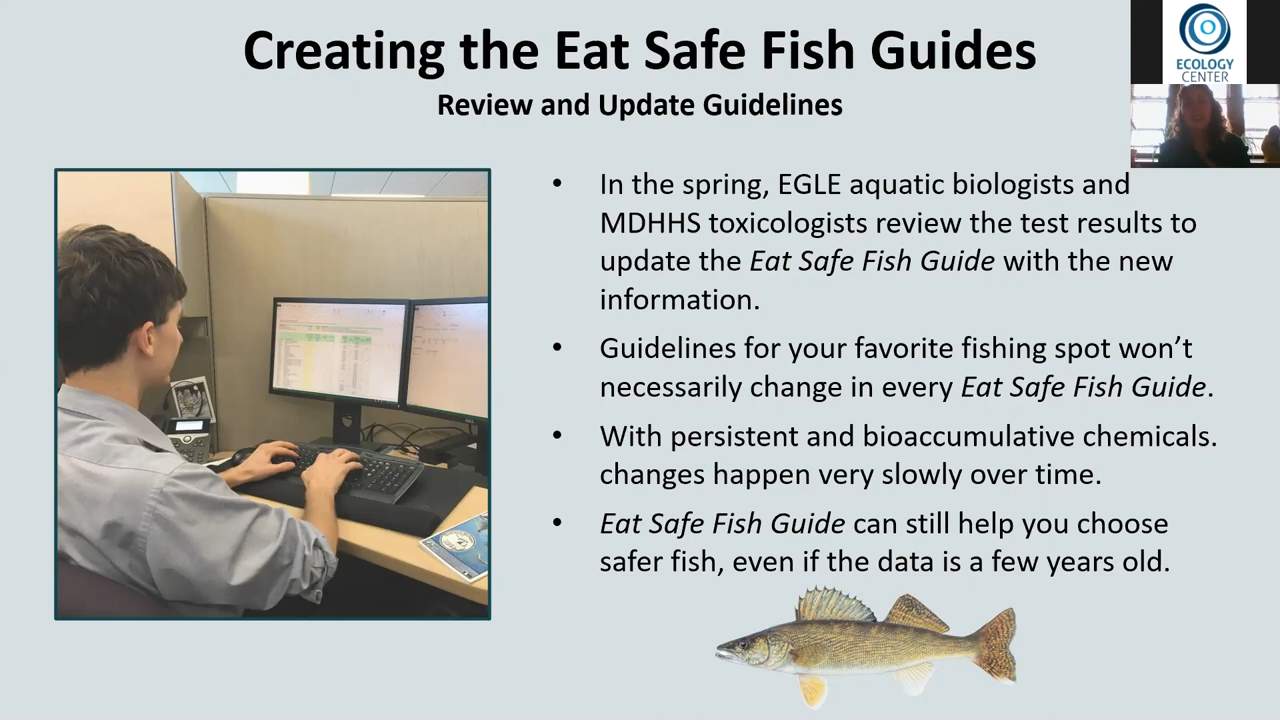 Creating the Eat Safe Fish Guides
Review and Update Guidelines
ECOLOGY
CENTER
• In the spring, EGLE aquatic biologists and
MDHHS toxicologists review the test results to
update the Eat Safe Fish Guide with the new
information.
• Guidelines for your favorite fishing spot won’t
necessarily change in every Eat Safe Fish Guide.
• With persistent and bioaccumulative chemicals.
changes happen very slowly over time.
• Eat Safe Fish Guide can still help you choose
safer fish, even if the data is a few years old.